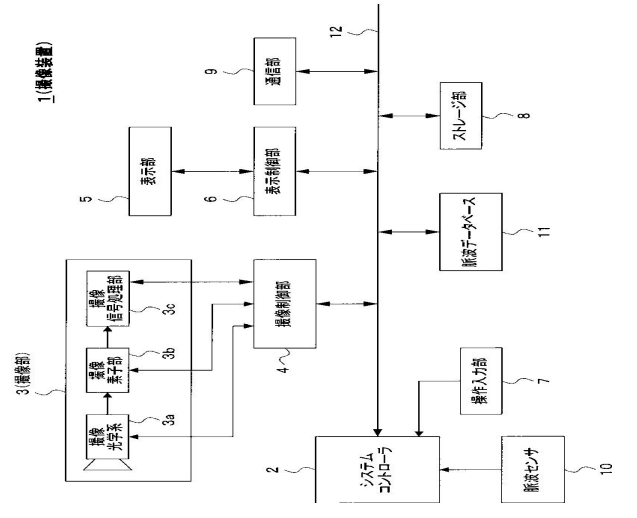 1(撮像装置)
3(撮像部)
撮像
光学系
3a
撮像
素子部
3b
撮像
信号処理部
3c
撮像制御部
4
表示部
5
表示制御部
6
通信部
9
12
システム
コントローラ
2
操作入力部
7
脈波センサ
10
脈波データベース
11
ストレージ部
8